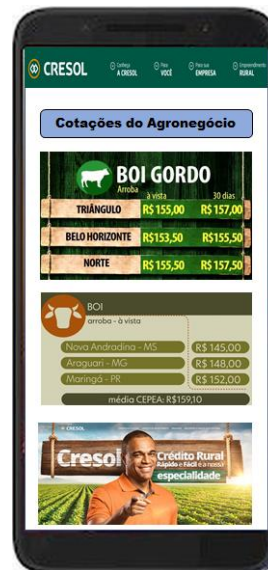 CRESOL
Conheça
A CRESOL
Para
VOCÊ
Para sua
EMPRESA
Empreendimento
RURAL
Cotações do Agronegócio
BOI GORDO
Arroba
à vista
30 dias
TRIÂNGULO R$ 155,00 R$ 157,00
BELO HORIZONTE R$153,50 R$155,50
NORTE R$ 155,50 R$ 157,50
BOI
arroba - à vista
Nova Andradina - MS R$ 145,00
Araguari - MG R$ 148,00
Maringá - PR R$ 152,00
média CEPEA: R$159,10
CRESOL
Cresol
Crédito Rural
Rápido e Fácil é a nossa
especialidade